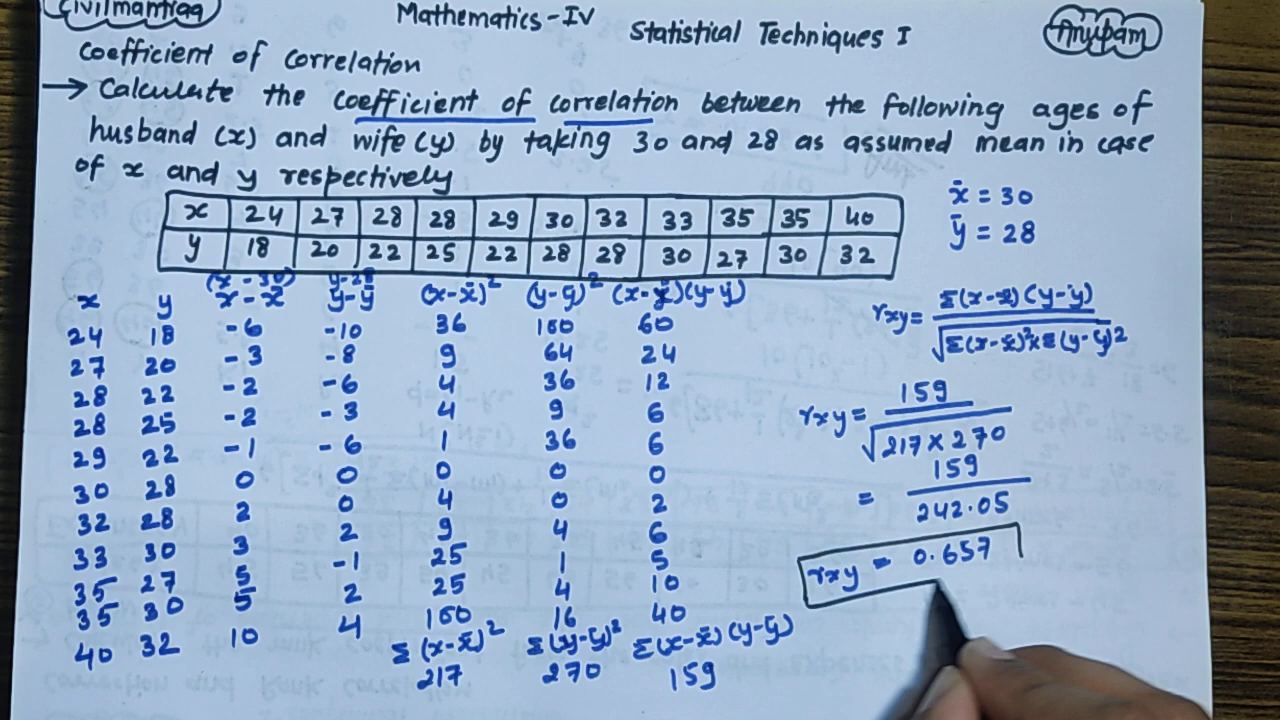 Civilmantraa
Mathematics-IV
Statistical Techniques I
Anupam
Coefficient of correlation
→ Calculate the coefficient of correlation between the following ages of
husband (x) and wife (y) by taking 30 and 28 as assumed mean in case
of x and y respectively
x 24 27 28 28 29 30 32 33 35 35 40
y 18 20 22 25 22 28 28 30 27 30 32
x̄ = 30
ȳ = 28
(x-30) y-28
x y x-x̄ y-ȳ (x-x̄)² (y-ȳ)² (x-x̄)(y-ȳ)
24 18 -6 -10 36 100 60
27 20 -3 -8 9 64 24
28 22 -2 -6 4 36 12
28 25 -2 -3 4 9 6
29 22 -1 -6 1 36 6
30 28 0 0 0 0 0
32 28 2 0 4 0 2
33 30 3 2 9 4 6
35 27 5 -1 25 1 5
35 30 5 2 25 4 10
40 32 10 4 100 16 40
Σ(x-x̄)² Σ(y-ȳ)² Σ(x-x̄)(y-ȳ)
217 270 159
rxy = Σ(x-x̄)(y-ȳ)
√Σ(x-x̄)²×Σ(y-ȳ)²
rxy = 159
√217×270
= 159
242.05
rxy = 0.657